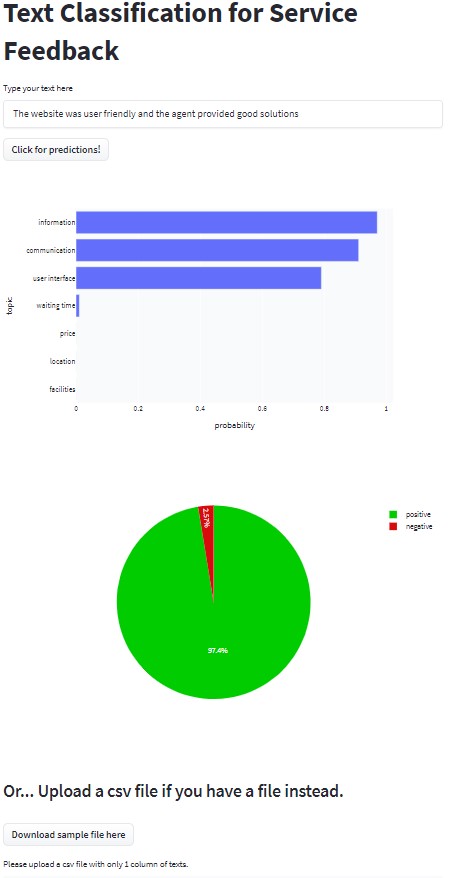 Text Classification for Service
Feedback
Type your text here
The website was user friendly and the agent provided good solutions
Click for predictions!
information
communication
user interface
waiting time
price
location
facilities
topic
0 0.2 0.4 0.6 0.8 1
probability
positive
negative
2.57%
97.4%
Or... Upload a csv file if you have a file instead.
Download sample file here
Please upload a csv file with only 1 column of texts.